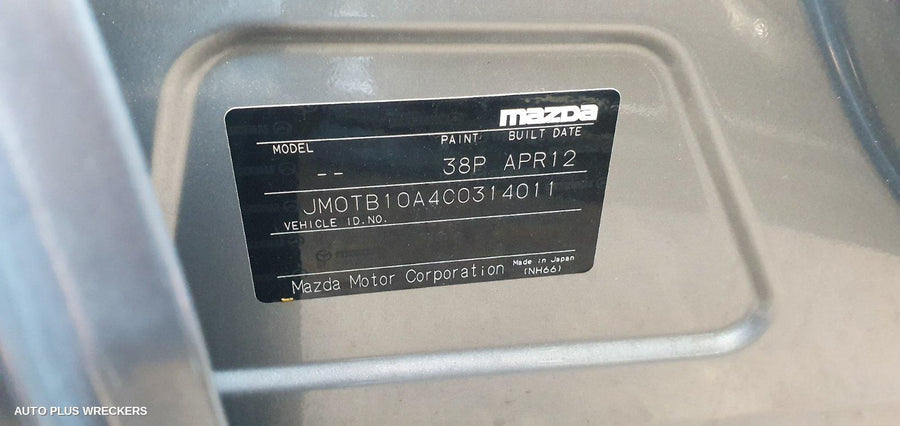 mazda
MODEL PAINT BUILT DATE
-- 38P APR12
JM0TB10A4C0314011
VEHICLE ID.NO.
mazda
Mazda Motor Corporation Made in Japan
(NH66)
AUTO PLUS WRECKERS